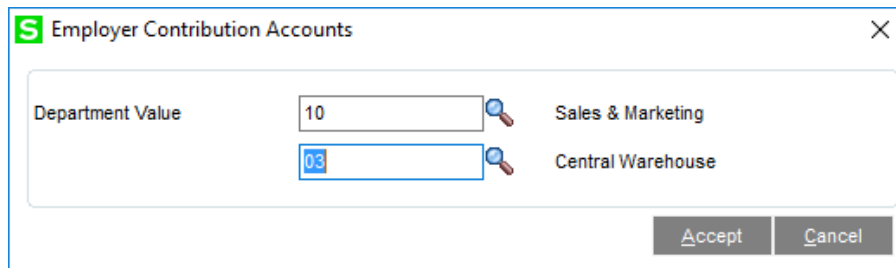 S Employer Contribution Accounts
Department Value 10 Sales & Marketing
03 Central Warehouse
Accept Cancel